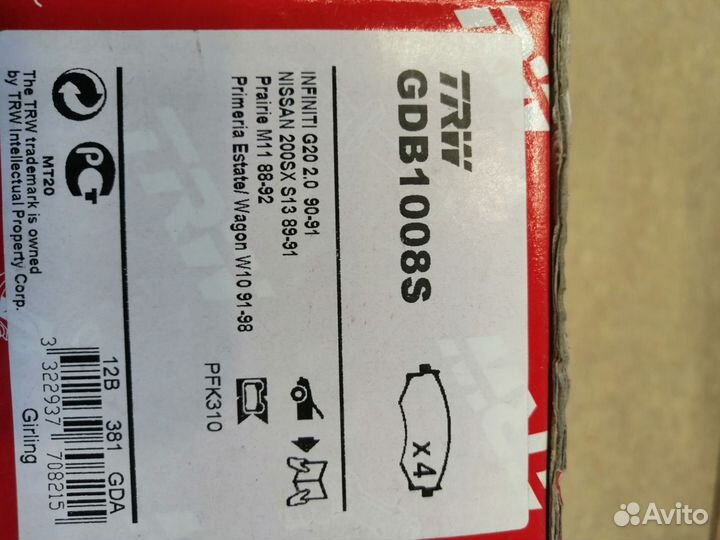 TRW
GDB1008S
x 4
INFINITI G20 2.0 90-91
NISSAN 200SX S13 89-91
Prairie M11 88-92
Primeria Estate/ Wagon W10 91-98
PFK310
MT20
The TRW trademark is owned
by TRW Intellectual Property Corp.
12B 381 GDA
3 322937 708215
Girling
Avito